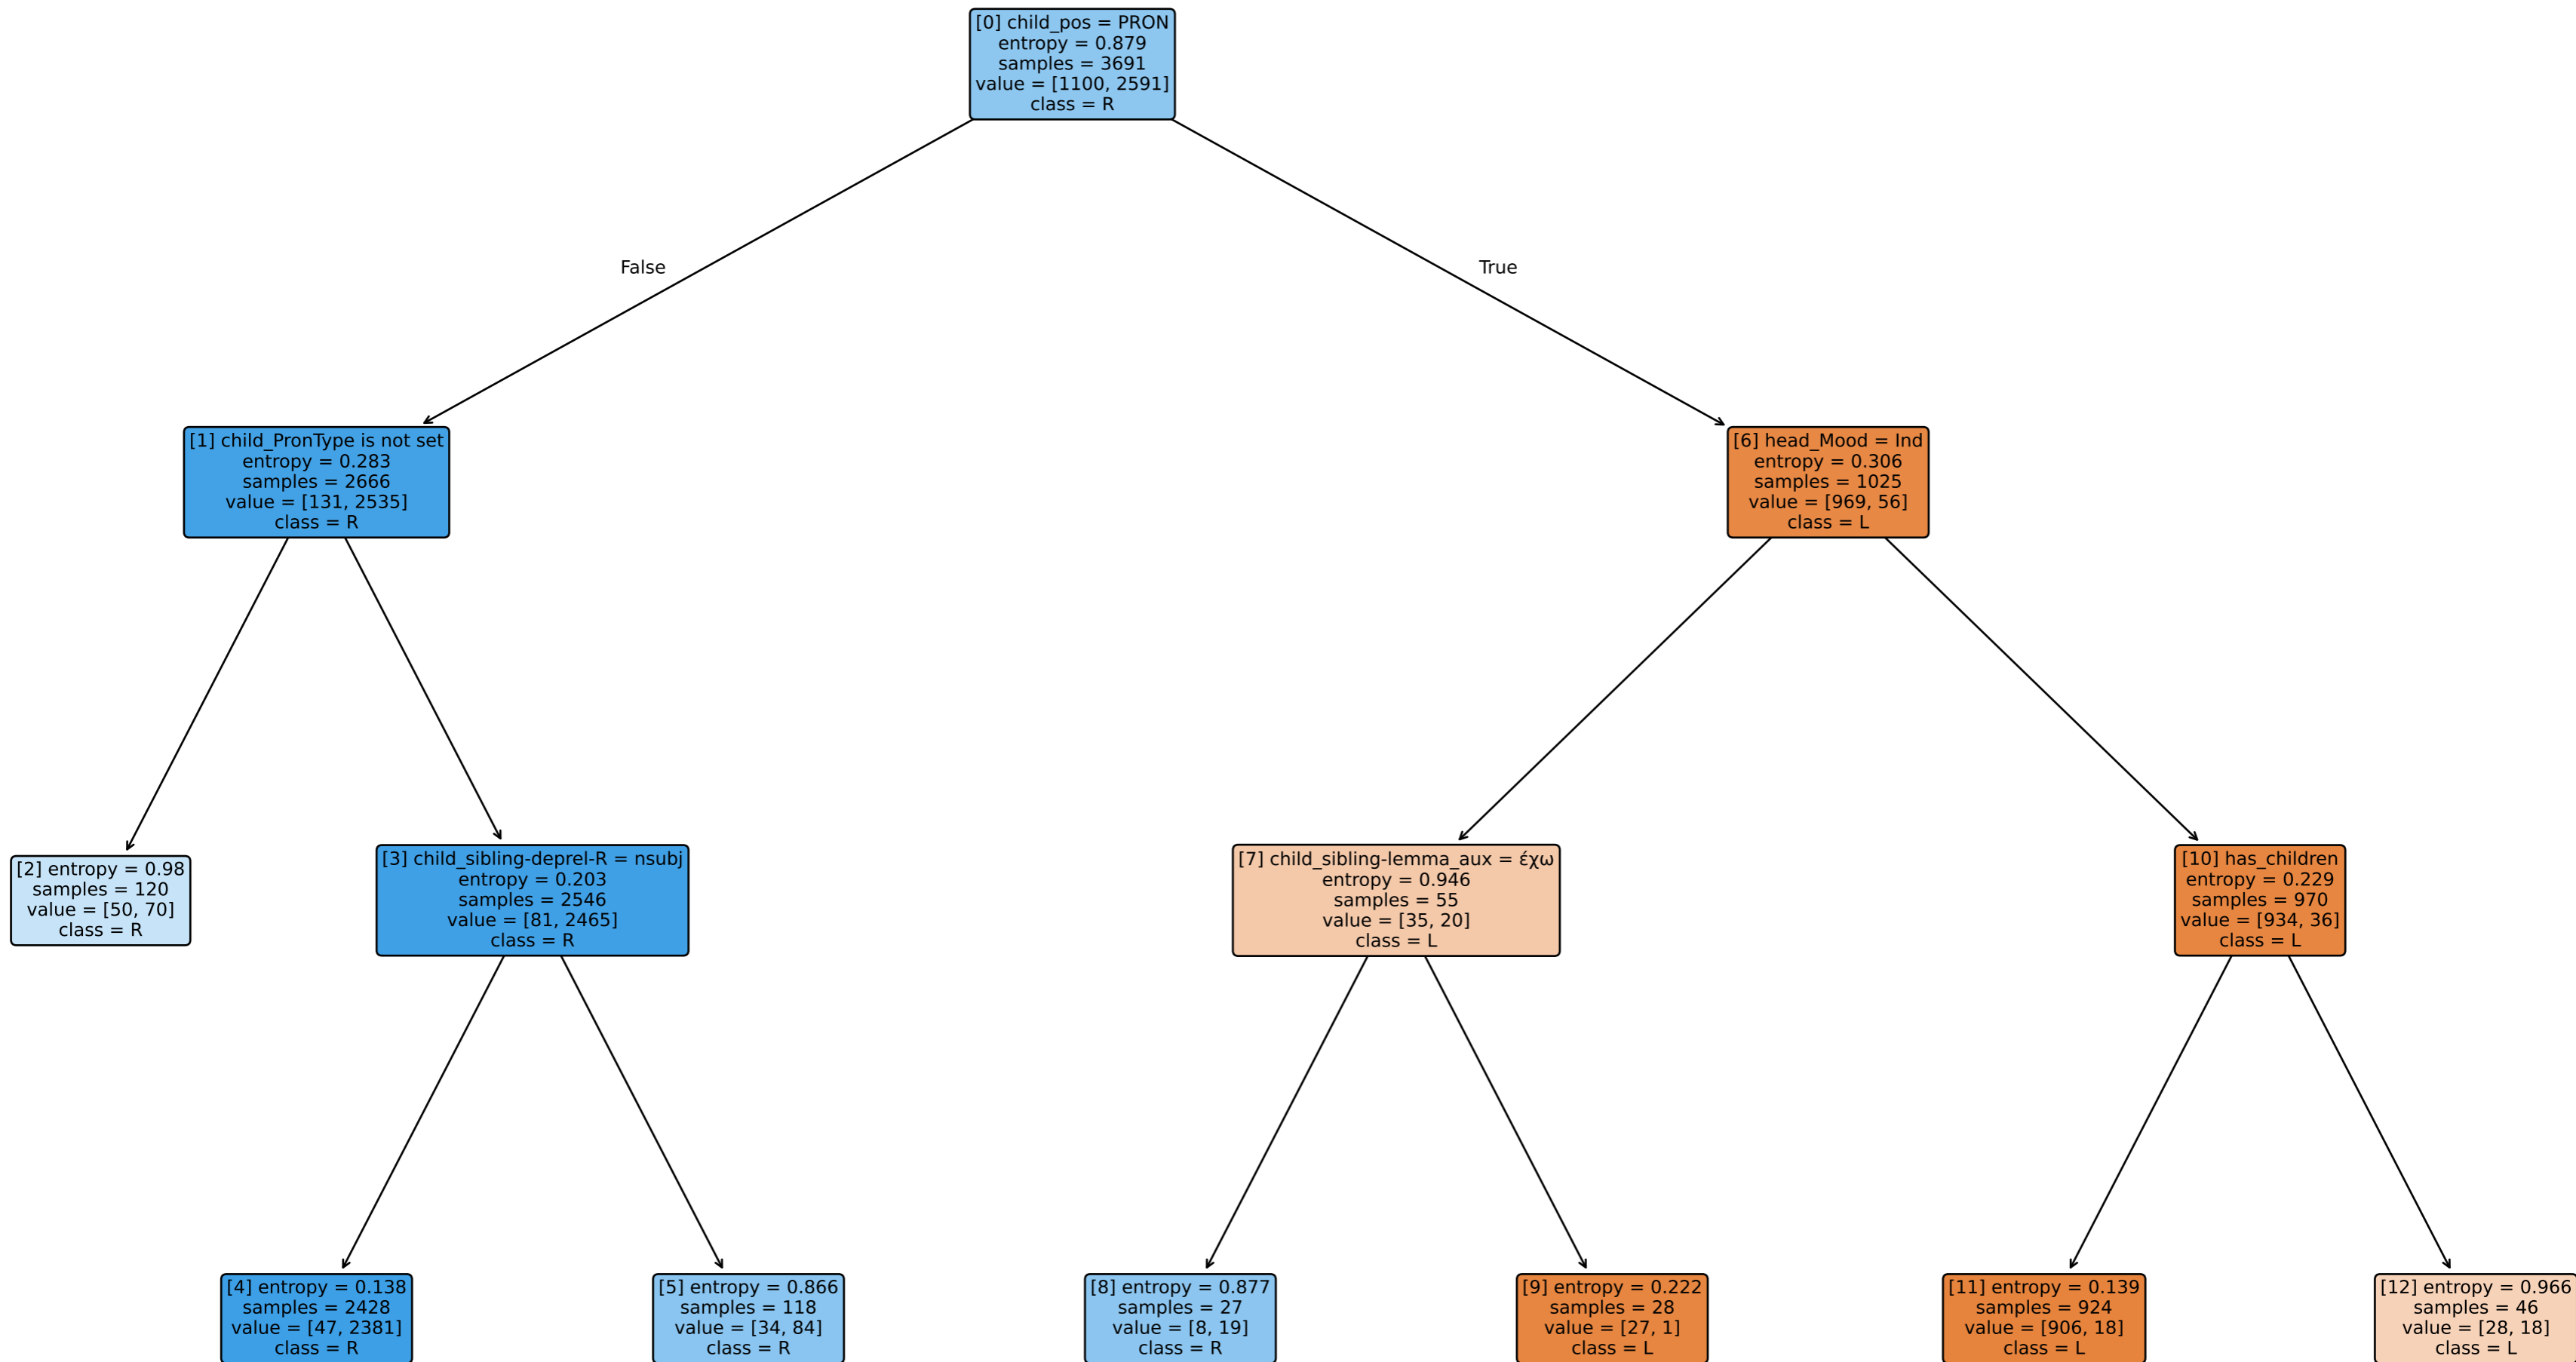 [0] child_pos = PRON
entropy = 0.879
samples = 3691
value = [1100, 2591]
class = R
False
True
[1] child_PronType is not set
entropy = 0.283
samples = 2666
value = [131, 2535]
class = R
[6] head_Mood = Ind
entropy = 0.306
samples = 1025
value = [969, 56]
class = L
[2] entropy = 0.98
samples = 120
value = [50, 70]
class = R
[3] child_sibling-deprel-R = nsubj
entropy = 0.203
samples = 2546
value = [81, 2465]
class = R
[7] child_sibling-lemma_aux = έχω
entropy = 0.946
samples = 55
value = [35, 20]
class = L
[10] has_children
entropy = 0.229
samples = 970
value = [934, 36]
class = L
[4] entropy = 0.138
samples = 2428
value = [47, 2381]
class = R
[5] entropy = 0.866
samples = 118
value = [34, 84]
class = R
[8] entropy = 0.877
samples = 27
value = [8, 19]
class = R
[9] entropy = 0.222
samples = 28
value = [27, 1]
class = L
[11] entropy = 0.139
samples = 924
value = [906, 18]
class = L
[12] entropy = 0.966
samples = 46
value = [28, 18]
class = L